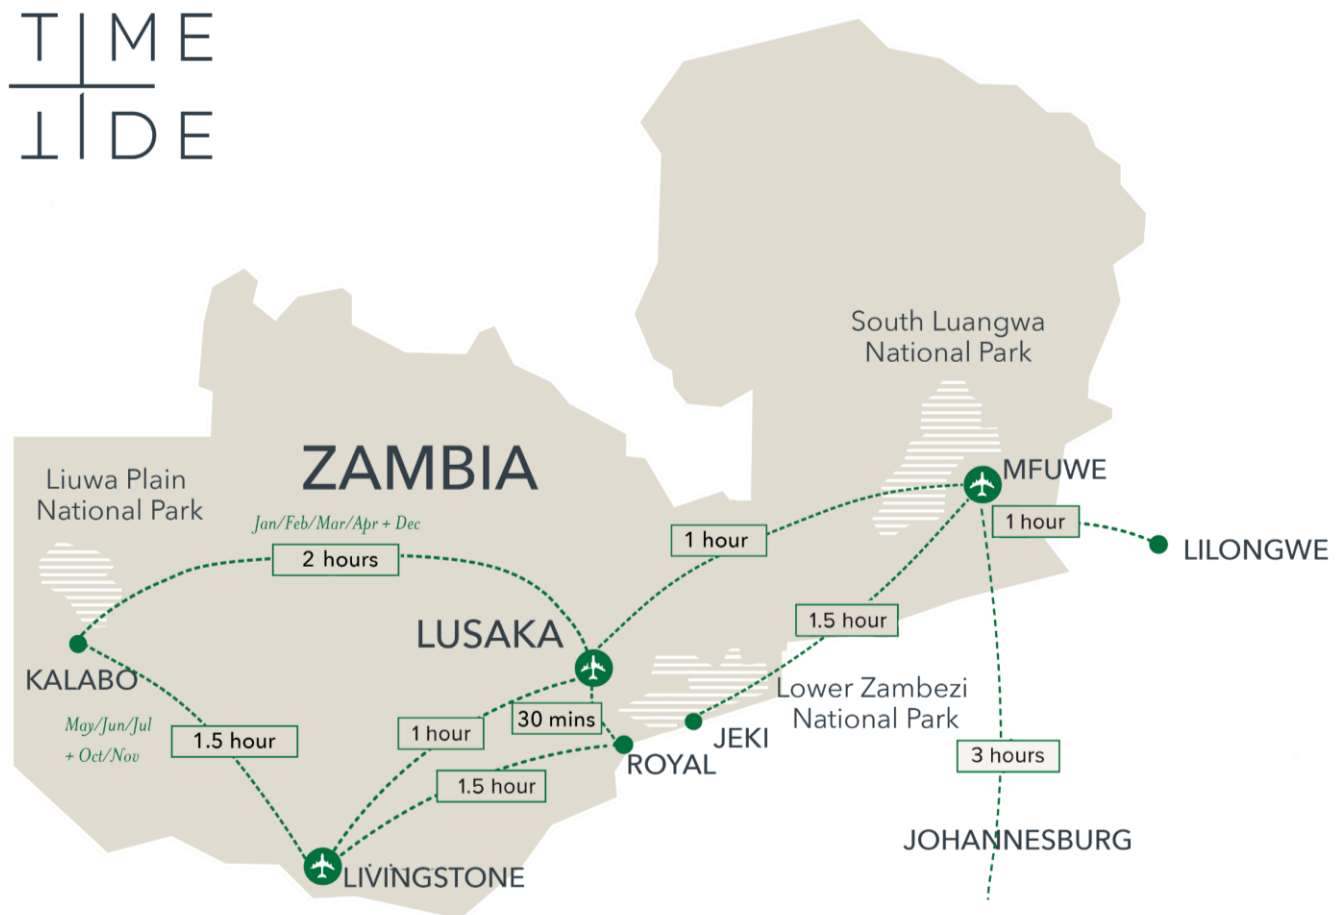 TIME
TIDE
South Luangwa
National Park
ZAMBIA
Liuwa Plain
National Park
MFUWE
Jan/Feb/Mar/Apr + Dec
1 hour
1 hour
LILONGWE
2 hours
1.5 hour
LUSAKA
KALABO
Lower Zambezi
National Park
May/Jun/Jul
+ Oct/Nov
1.5 hour
1 hour
30 mins
JEKI
ROYAL
3 hours
1.5 hour
JOHANNESBURG
LIVINGSTONE